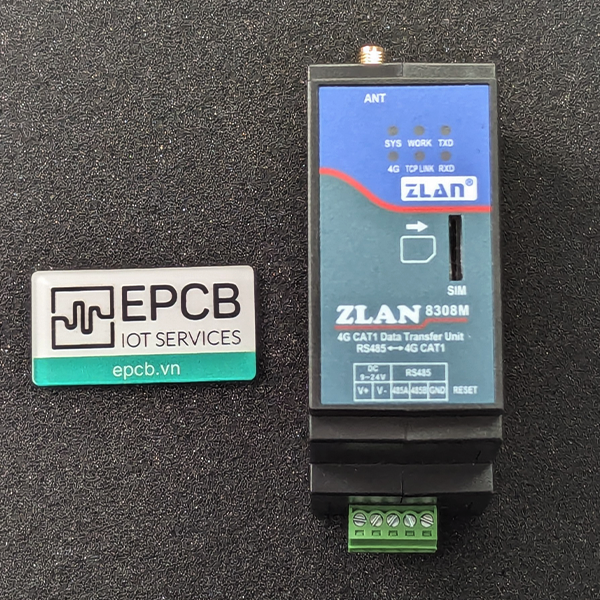 EPCB
IOT SERVICES
epcb.vn
ANT
SYS WORK TXD
4G TCP LINK RXD
ZLAN®
SIM
ZLAN 8308M
4G CAT1 Data Transfer Unit
RS485↔4G CAT1
DC
9~24V
RS485
V+ V- 485A 485B GND RESET